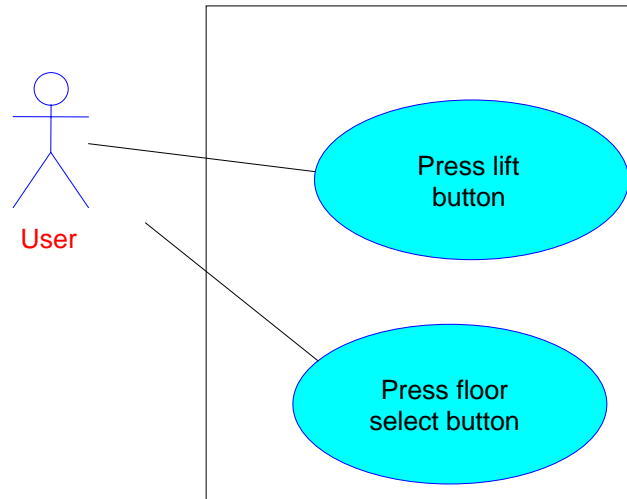 Press lift
button
User
Press floor
select button